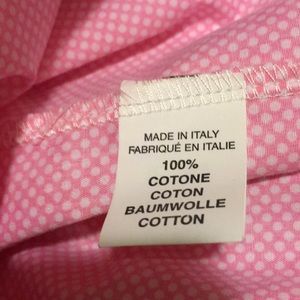 MADE IN ITALY
FABRIQUÉ EN ITALIE
100%
COTONE
COTON
BAUMWOLLE
COTTON